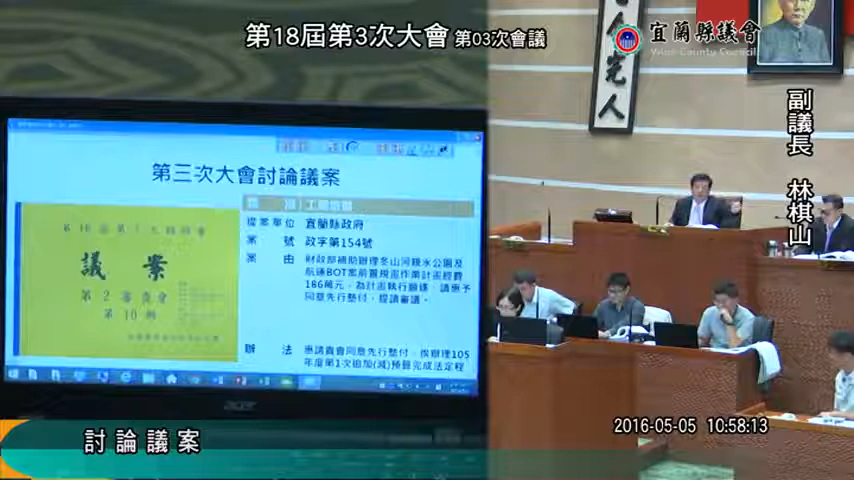 第18屆第3次大會 第03次會議
宜蘭縣議會
Yilan County Council
副議長 林棋山
第三次大會討論議案
提案單位 宜蘭縣政府
案號 政字第154號
案由 財政部補助辦理冬山河親水公園及
航運BOT案前置規劃作業計畫經費
186萬元,為計畫執行順遂,請惠予
同意先行墊付,提請審議。
辦法 惠請貴會同意先行墊付,俟辦理105
年度第1次追加(減)預算完成法定程
議案
第2審查會
第10冊
acer
討論議案
2016-05-05 10:58:13